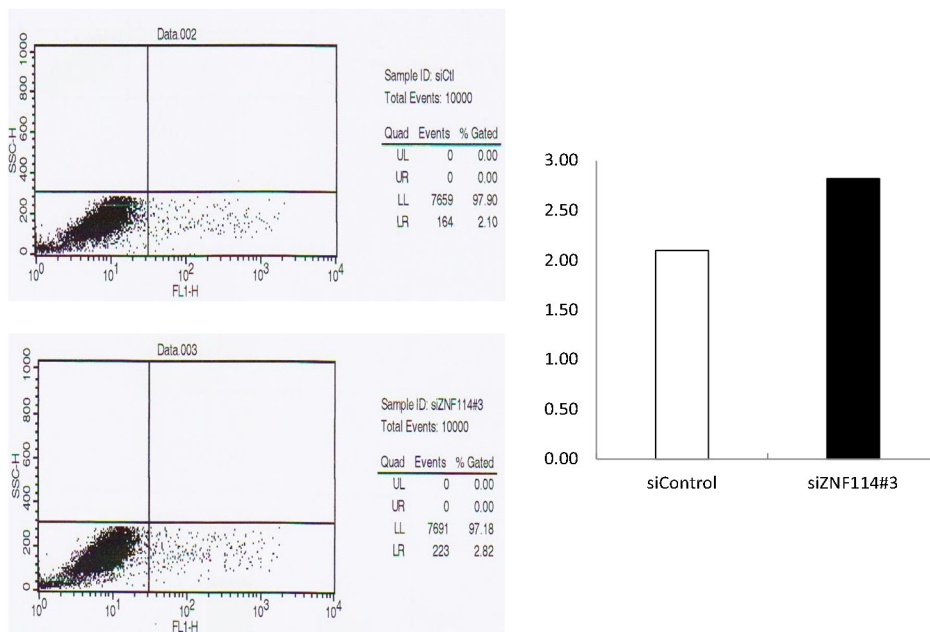 Data.002
1000
800
600
400
200
0
SSC-H
10^0 10^1 10^2 10^3 10^4
FL1-H
Sample ID: siCtl
Total Events: 10000
Quad Events % Gated
UL 0 0.00
UR 0 0.00
LL 7659 97.90
LR 164 2.10
Data.003
1000
800
600
400
200
0
SSC-H
10^0 10^1 10^2 10^3 10^4
FL1-H
Sample ID: siZNF114#3
Total Events: 10000
Quad Events % Gated
UL 0 0.00
UR 0 0.00
LL 7691 97.18
LR 223 2.82
3.00
2.50
2.00
1.50
1.00
0.50
0.00
siControl siZNF114#3